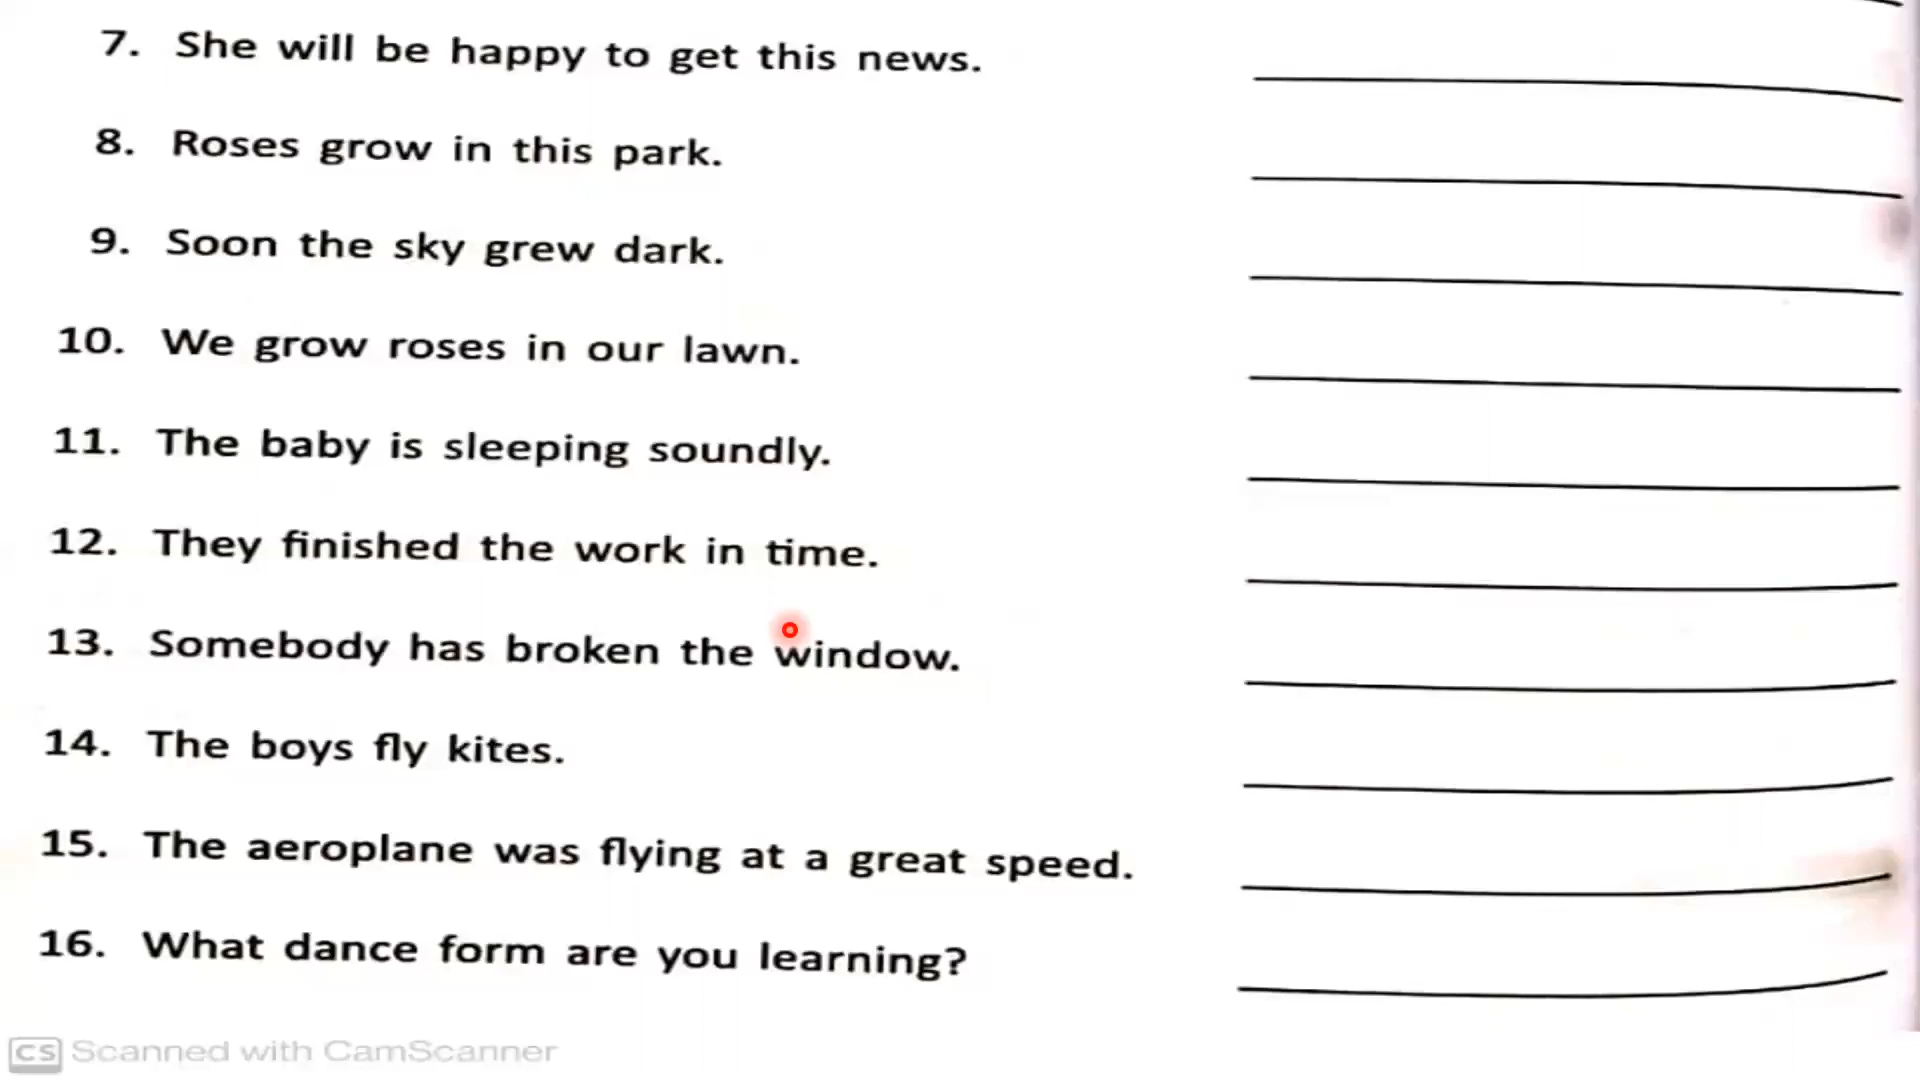 7. She will be happy to get this news.
8. Roses grow in this park.
9. Soon the sky grew dark.
10. We grow roses in our lawn.
11. The baby is sleeping soundly.
12. They finished the work in time.
13. Somebody has broken the window.
14. The boys fly kites.
15. The aeroplane was flying at a great speed.
16. What dance form are you learning?
CS Scanned with CamScanner